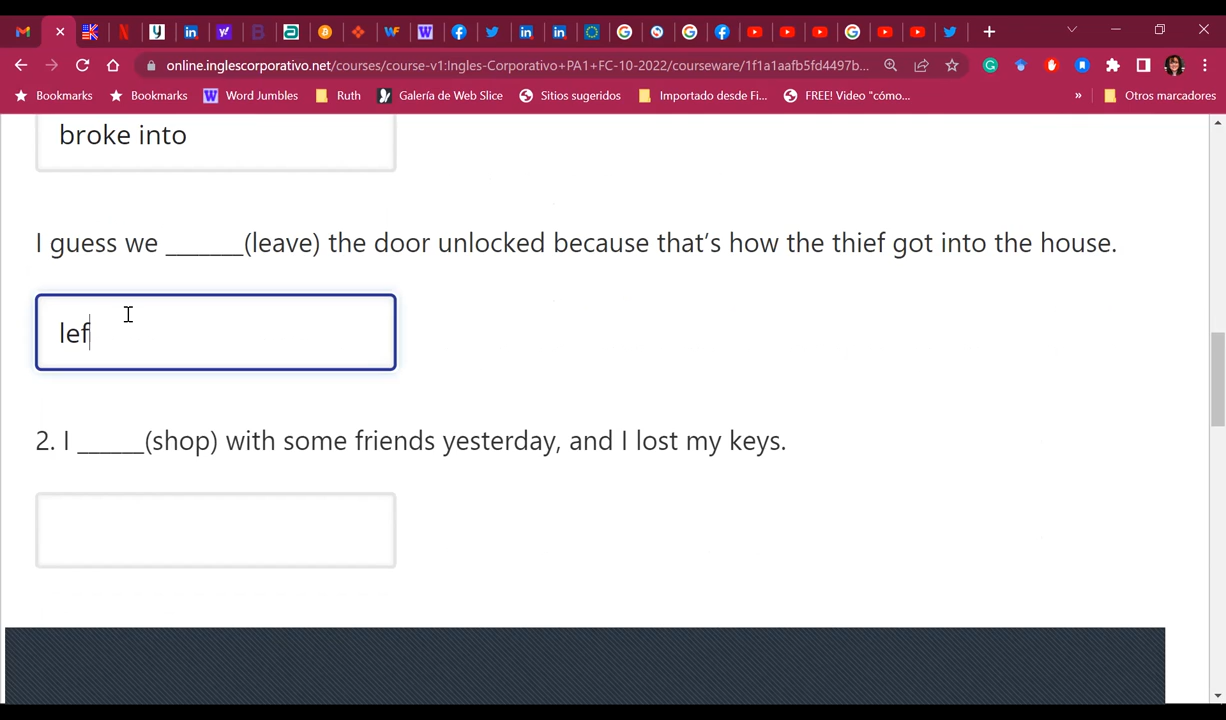 online.inglescorporativo.net/courses/course-v1:Ingles-Corporativo+PA1+FC-10-2022/courseware/1f1a1aafb5fd4497b...
Bookmarks Bookmarks Word Jumbles Ruth Galería de Web Slice Sitios sugeridos Importado desde Fi... FREE! Video "cómo... » Otros marcadores
broke into
I guess we _______(leave) the door unlocked because that's how the thief got into the house.
lef
2. I ______(shop) with some friends yesterday, and I lost my keys.